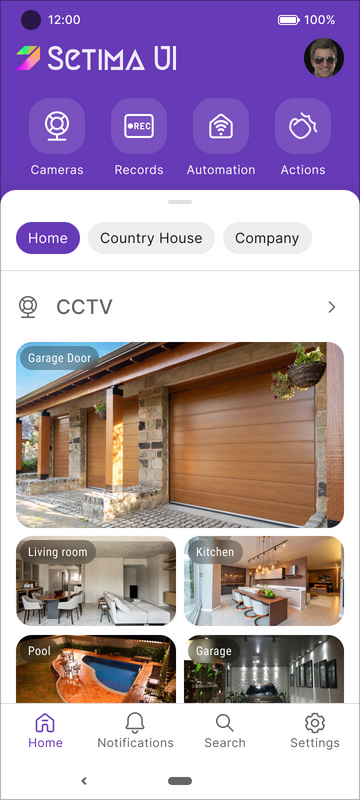 12:00
100%
SETIMA UI
REC
Cameras
Records
Automation
Actions
Home
Country House
Company
CCTV
Garage Door
Living room
Kitchen
Pool
Garage
Home
Notifications
Search
Settings